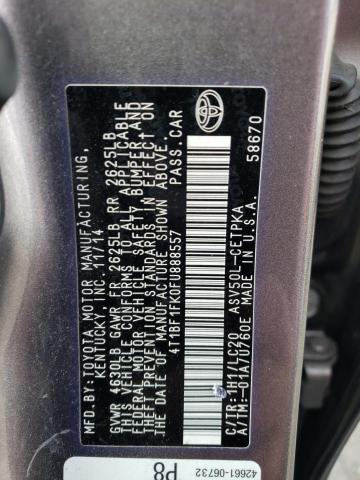 MFD.BY:TOYOTA MOTOR MANUFACTURING,
KENTUCKY, INC. 11/14
GVWR 4630LB GAWR FR 2625LB RR 2625LB
THIS VEHICLE CONFORMS TO ALL APPLICABLE
FEDERAL MOTOR VEHICLE SAFETY, BUMPER, AND
THEFT PREVENTION STANDARDS IN EFFECT ON
THE DATE OF MANUFACTURE SHOWN ABOVE.
4T1BF1FK0FU888557 PASS.CAR
C/TR:1H1/LC20 ASV50L-CETPKA
A/TM:-01A/U760E MADE IN U.S.A.
58670
42661-06732
P8